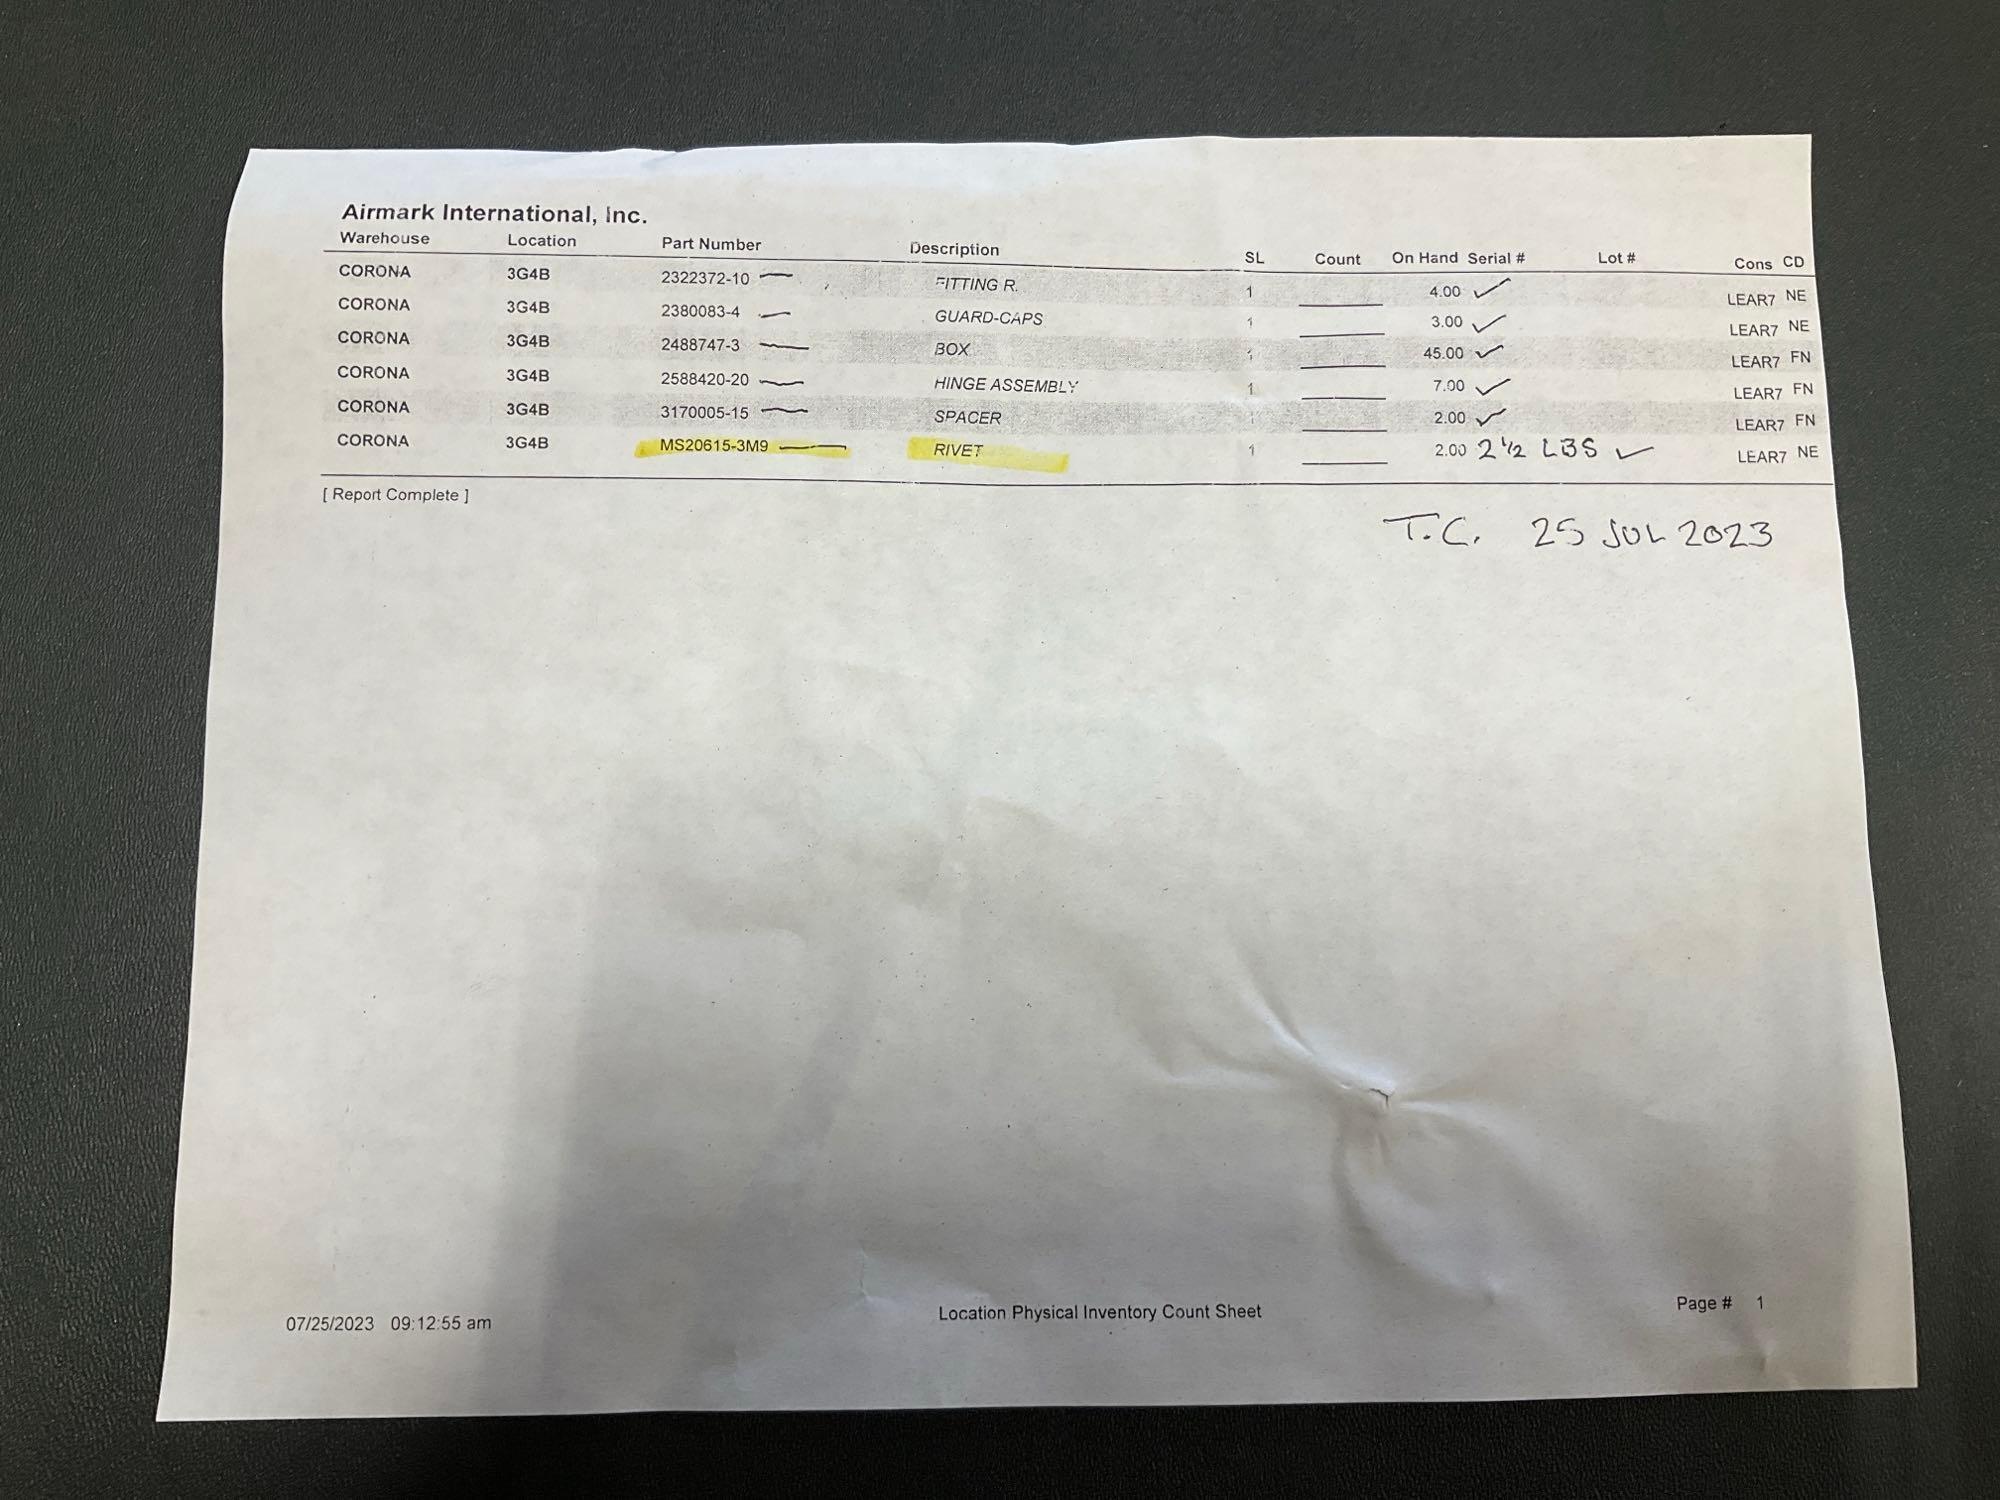 Airmark International, Inc.
Warehouse Location Part Number Description SL Count On Hand Serial # Lot # Cons CD
CORONA 3G4B 2322372-10 FITTING R. 1 4.00 ✓ LEAR7 NE
CORONA 3G4B 2380083-4 GUARD-CAPS 1 3.00 ✓ LEAR7 NE
CORONA 3G4B 2488747-3 BOX 1 45.00 ✓ LEAR7 FN
CORONA 3G4B 2588420-20 HINGE ASSEMBLY 1 7.00 ✓ LEAR7 FN
CORONA 3G4B 3170005-15 SPACER 1 2.00 ✓ LEAR7 FN
CORONA 3G4B MS20615-3M9 RIVET 1 2.00 2 1/2 LBS ✓ LEAR7 NE
[ Report Complete ]
T.C. 25 JUL 2023
07/25/2023 09:12:55 am Location Physical Inventory Count Sheet Page # 1